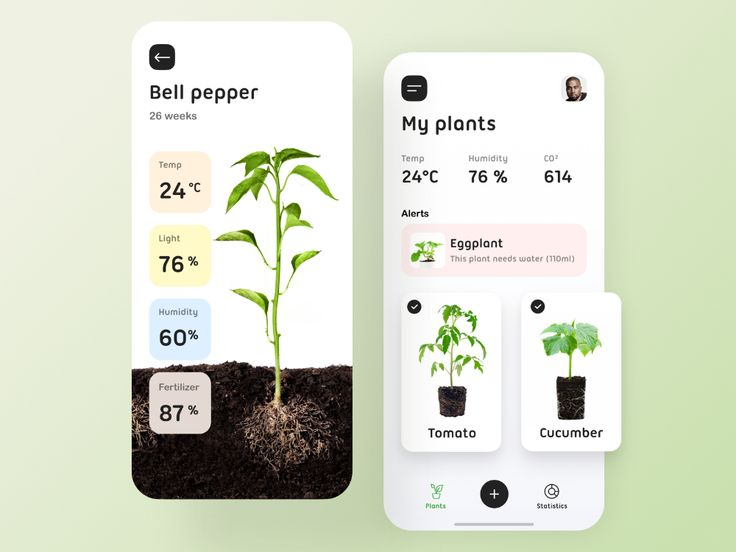 Bell pepper
26 weeks
Temp
24 °C
Light
76 %
Humidity
60%
Fertilizer
87 %
My plants
Temp Humidity CO²
24°C 76 % 614
Alerts
Eggplant
This plant needs water (110ml)
Tomato
Cucumber
Plants
Statistics